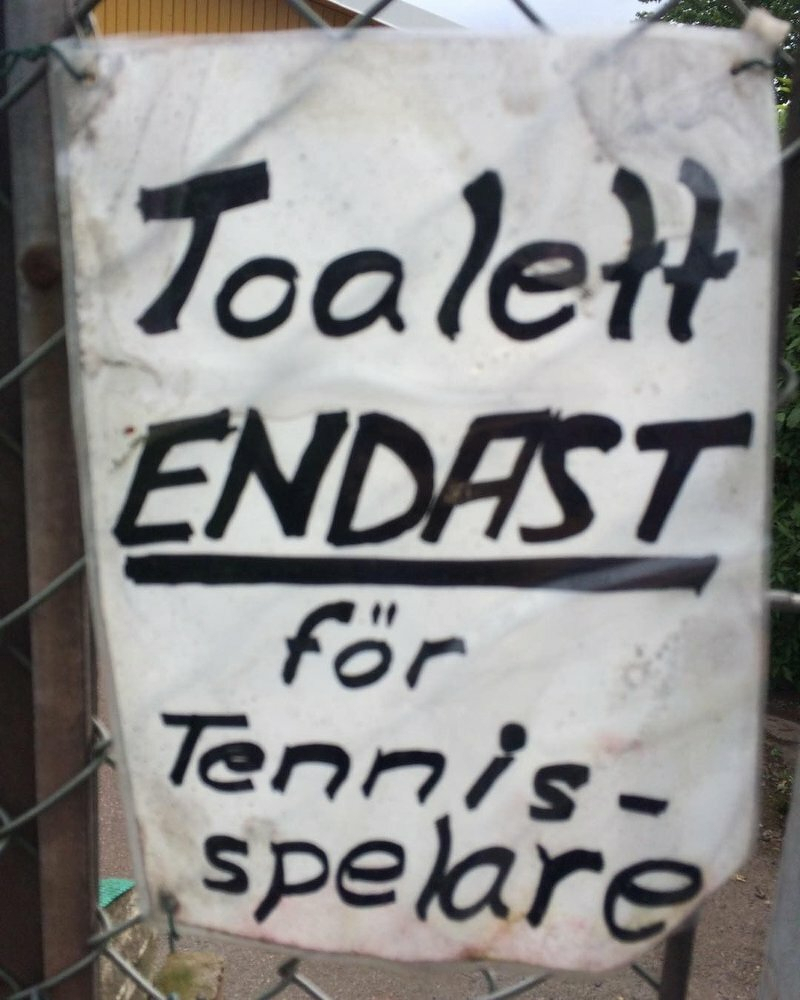 Toalett
ENDAST
för
Tennis-
spelare